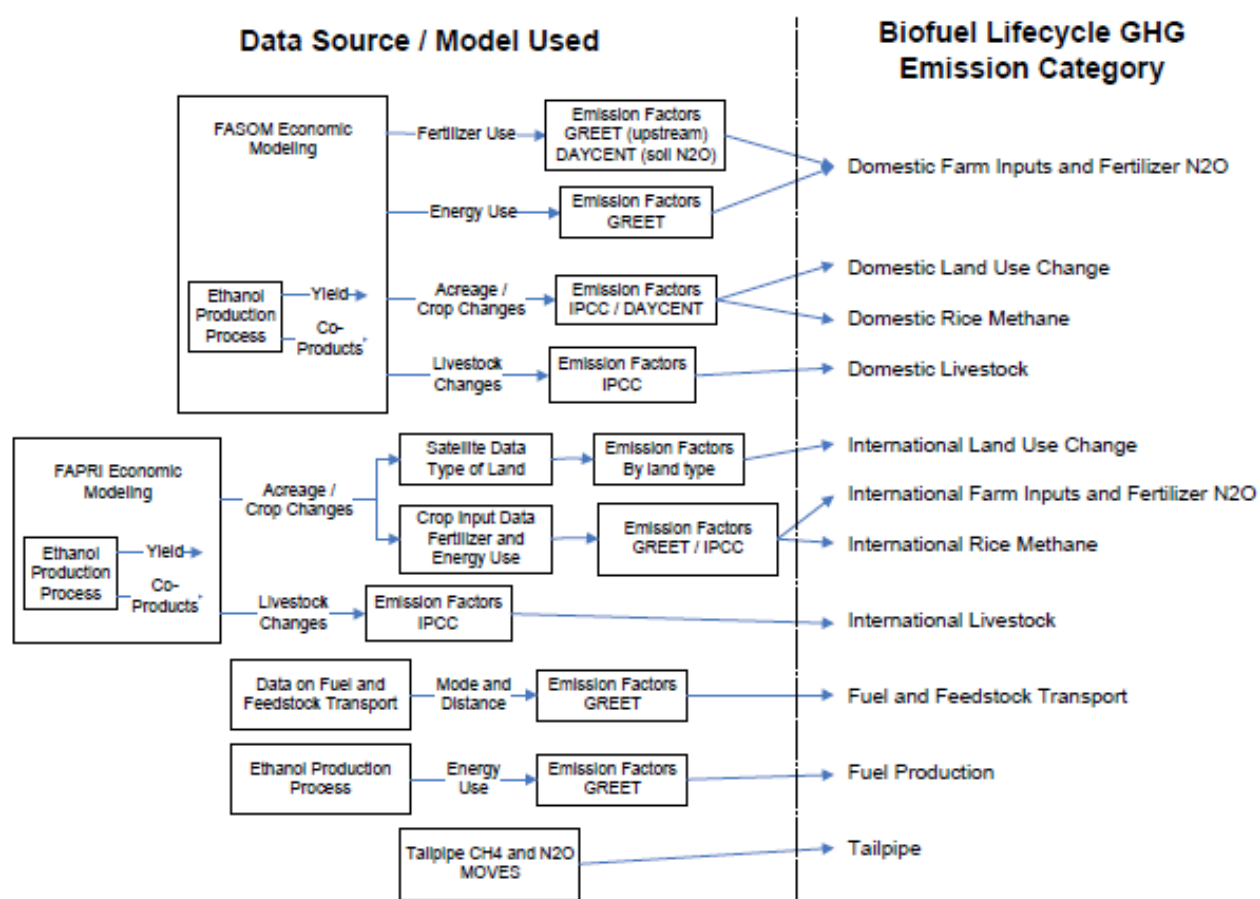 Data Source / Model Used
Biofuel Lifecycle GHG
Emission Category
FASOM Economic
Modeling
Fertilizer Use
Emission Factors
GREET (upstream)
DAYCENT (soil N2O)
Domestic Farm Inputs and Fertilizer N2O
Energy Use
Emission Factors
GREET
Ethanol
Production
Process
Yield
Co-
Products
Acreage /
Crop Changes
Emission Factors
IPCC / DAYCENT
Domestic Land Use Change
Domestic Rice Methane
Livestock
Changes
Emission Factors
IPCC
Domestic Livestock
FAPRI Economic
Modeling
Acreage /
Crop Changes
Satellite Data
Type of Land
Emission Factors
By land type
International Land Use Change
Crop Input Data
Fertilizer and
Energy Use
Emission Factors
GREET / IPCC
International Farm Inputs and Fertilizer N2O
International Rice Methane
Ethanol
Production
Process
Yield
Co-
Products
Livestock
Changes
Emission Factors
IPCC
International Livestock
Data on Fuel and
Feedstock Transport
Mode and
Distance
Emission Factors
GREET
Fuel and Feedstock Transport
Ethanol Production
Process
Energy
Use
Emission Factors
GREET
Fuel Production
Tailpipe CH4 and N2O
MOVES
Tailpipe